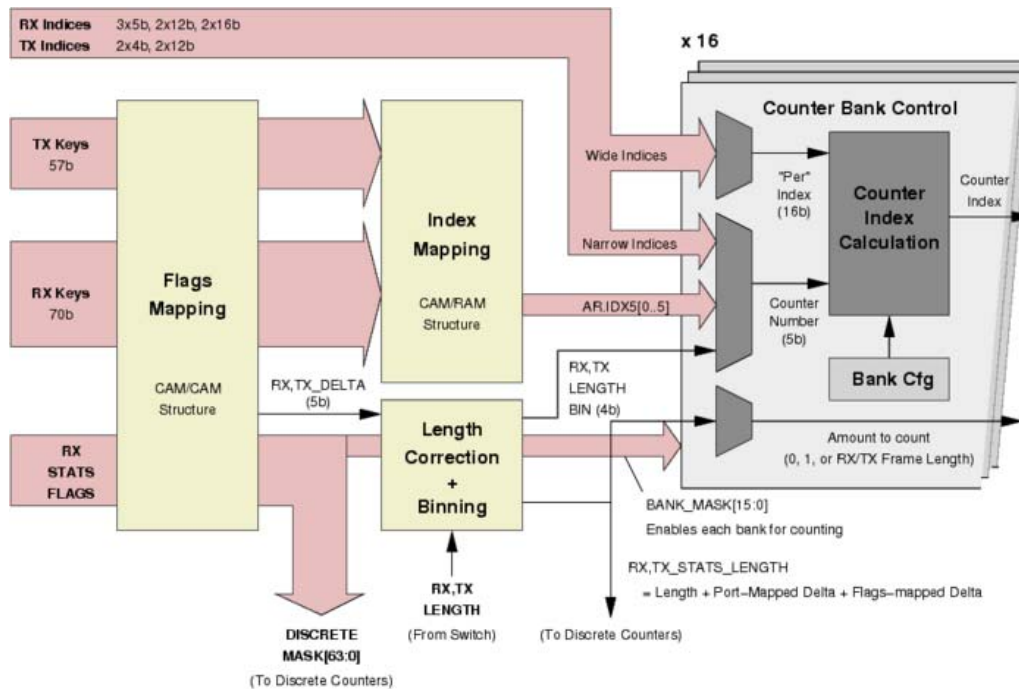 RX Indices 3x5b, 2x12b, 2x16b
TX Indices 2x4b, 2x12b
x 16
Counter Bank Control
TX Keys
57b
Wide Indices
"Per"
Index
(16b)
Counter
Index
Calculation
Counter
Index
Index
Mapping
CAM/RAM
Structure
Narrow Indices
RX Keys
70b
Flags
Mapping
CAM/CAM
Structure
AR.IDX5[0..5]
Counter
Number
(5b)
Bank Cfg
RX,TX_DELTA
(5b)
RX,TX
LENGTH
BIN (4b)
RX
STATS
FLAGS
Length
Correction
+
Binning
Amount to count
(0, 1, or RX/TX Frame Length)
BANK_MASK[15:0]
Enables each bank for counting
RX,TX_STATS_LENGTH
= Length + Port-Mapped Delta + Flags-mapped Delta
RX,TX
LENGTH
(From Switch)
(To Discrete Counters)
DISCRETE
MASK[63:0]
(To Discrete Counters)